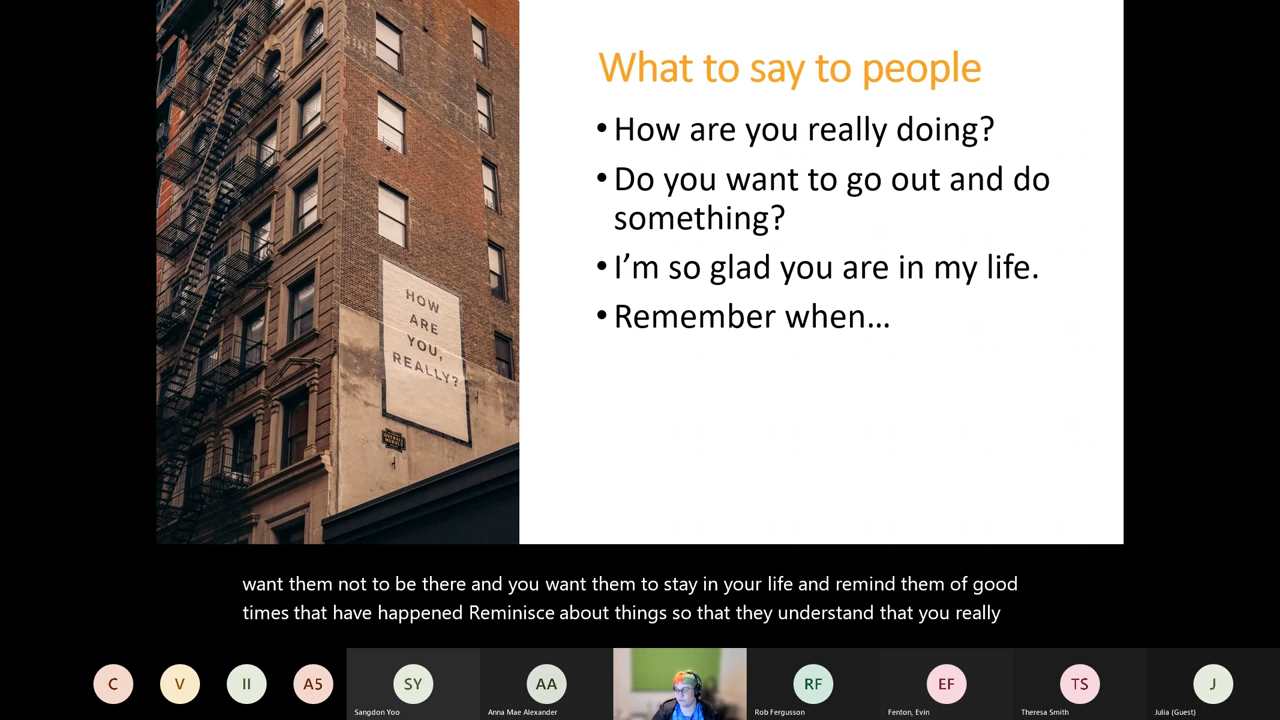 What to say to people
• How are you really doing?
• Do you want to go out and do
something?
• I'm so glad you are in my life.
• Remember when...
HOW
ARE
YOU,
REALLY?
want them not to be there and you want them to stay in your life and remind them of good
times that have happened Reminisce about things so that they understand that you really
C
V
II
A5
SY
AA
RF
EF
TS
J
Sangdon Yoo
Anna Mae Alexander
Rob Fergusson
Fenton, Evin
Theresa Smith
Julia (Guest)